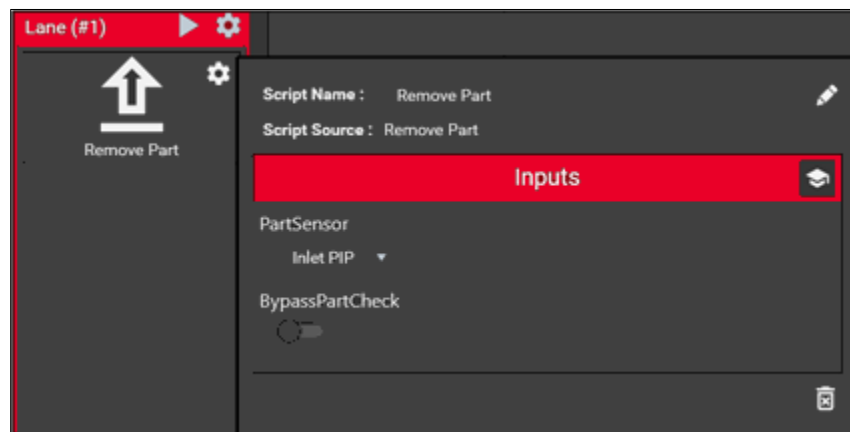 Lane (#1)
Remove Part
Script Name : Remove Part
Script Source : Remove Part
Inputs
PartSensor
Inlet PIP
BypassPartCheck